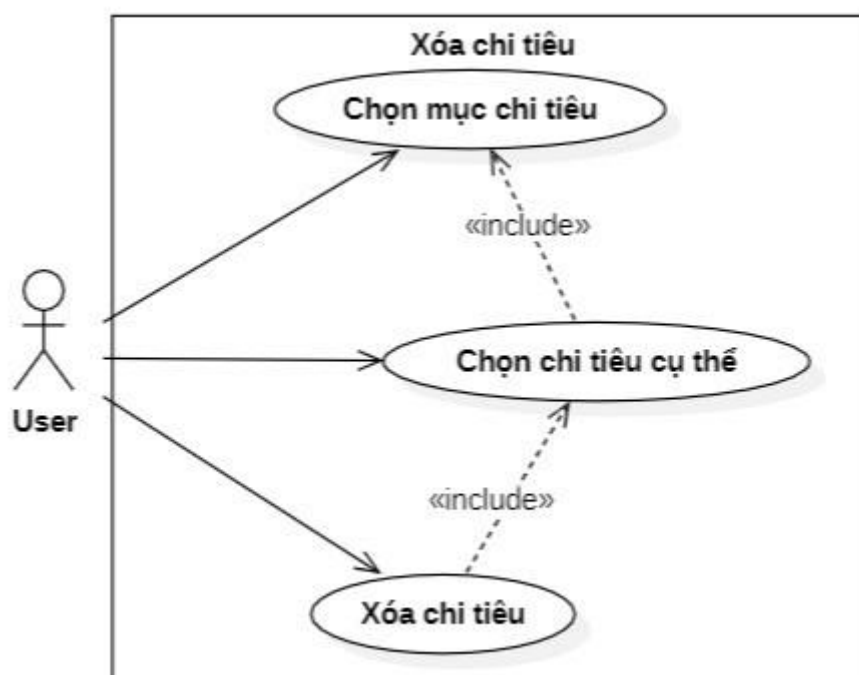 Xóa chi tiêu
Chọn mục chi tiêu
«include»
Chọn chi tiêu cụ thể
User
«include»
Xóa chi tiêu